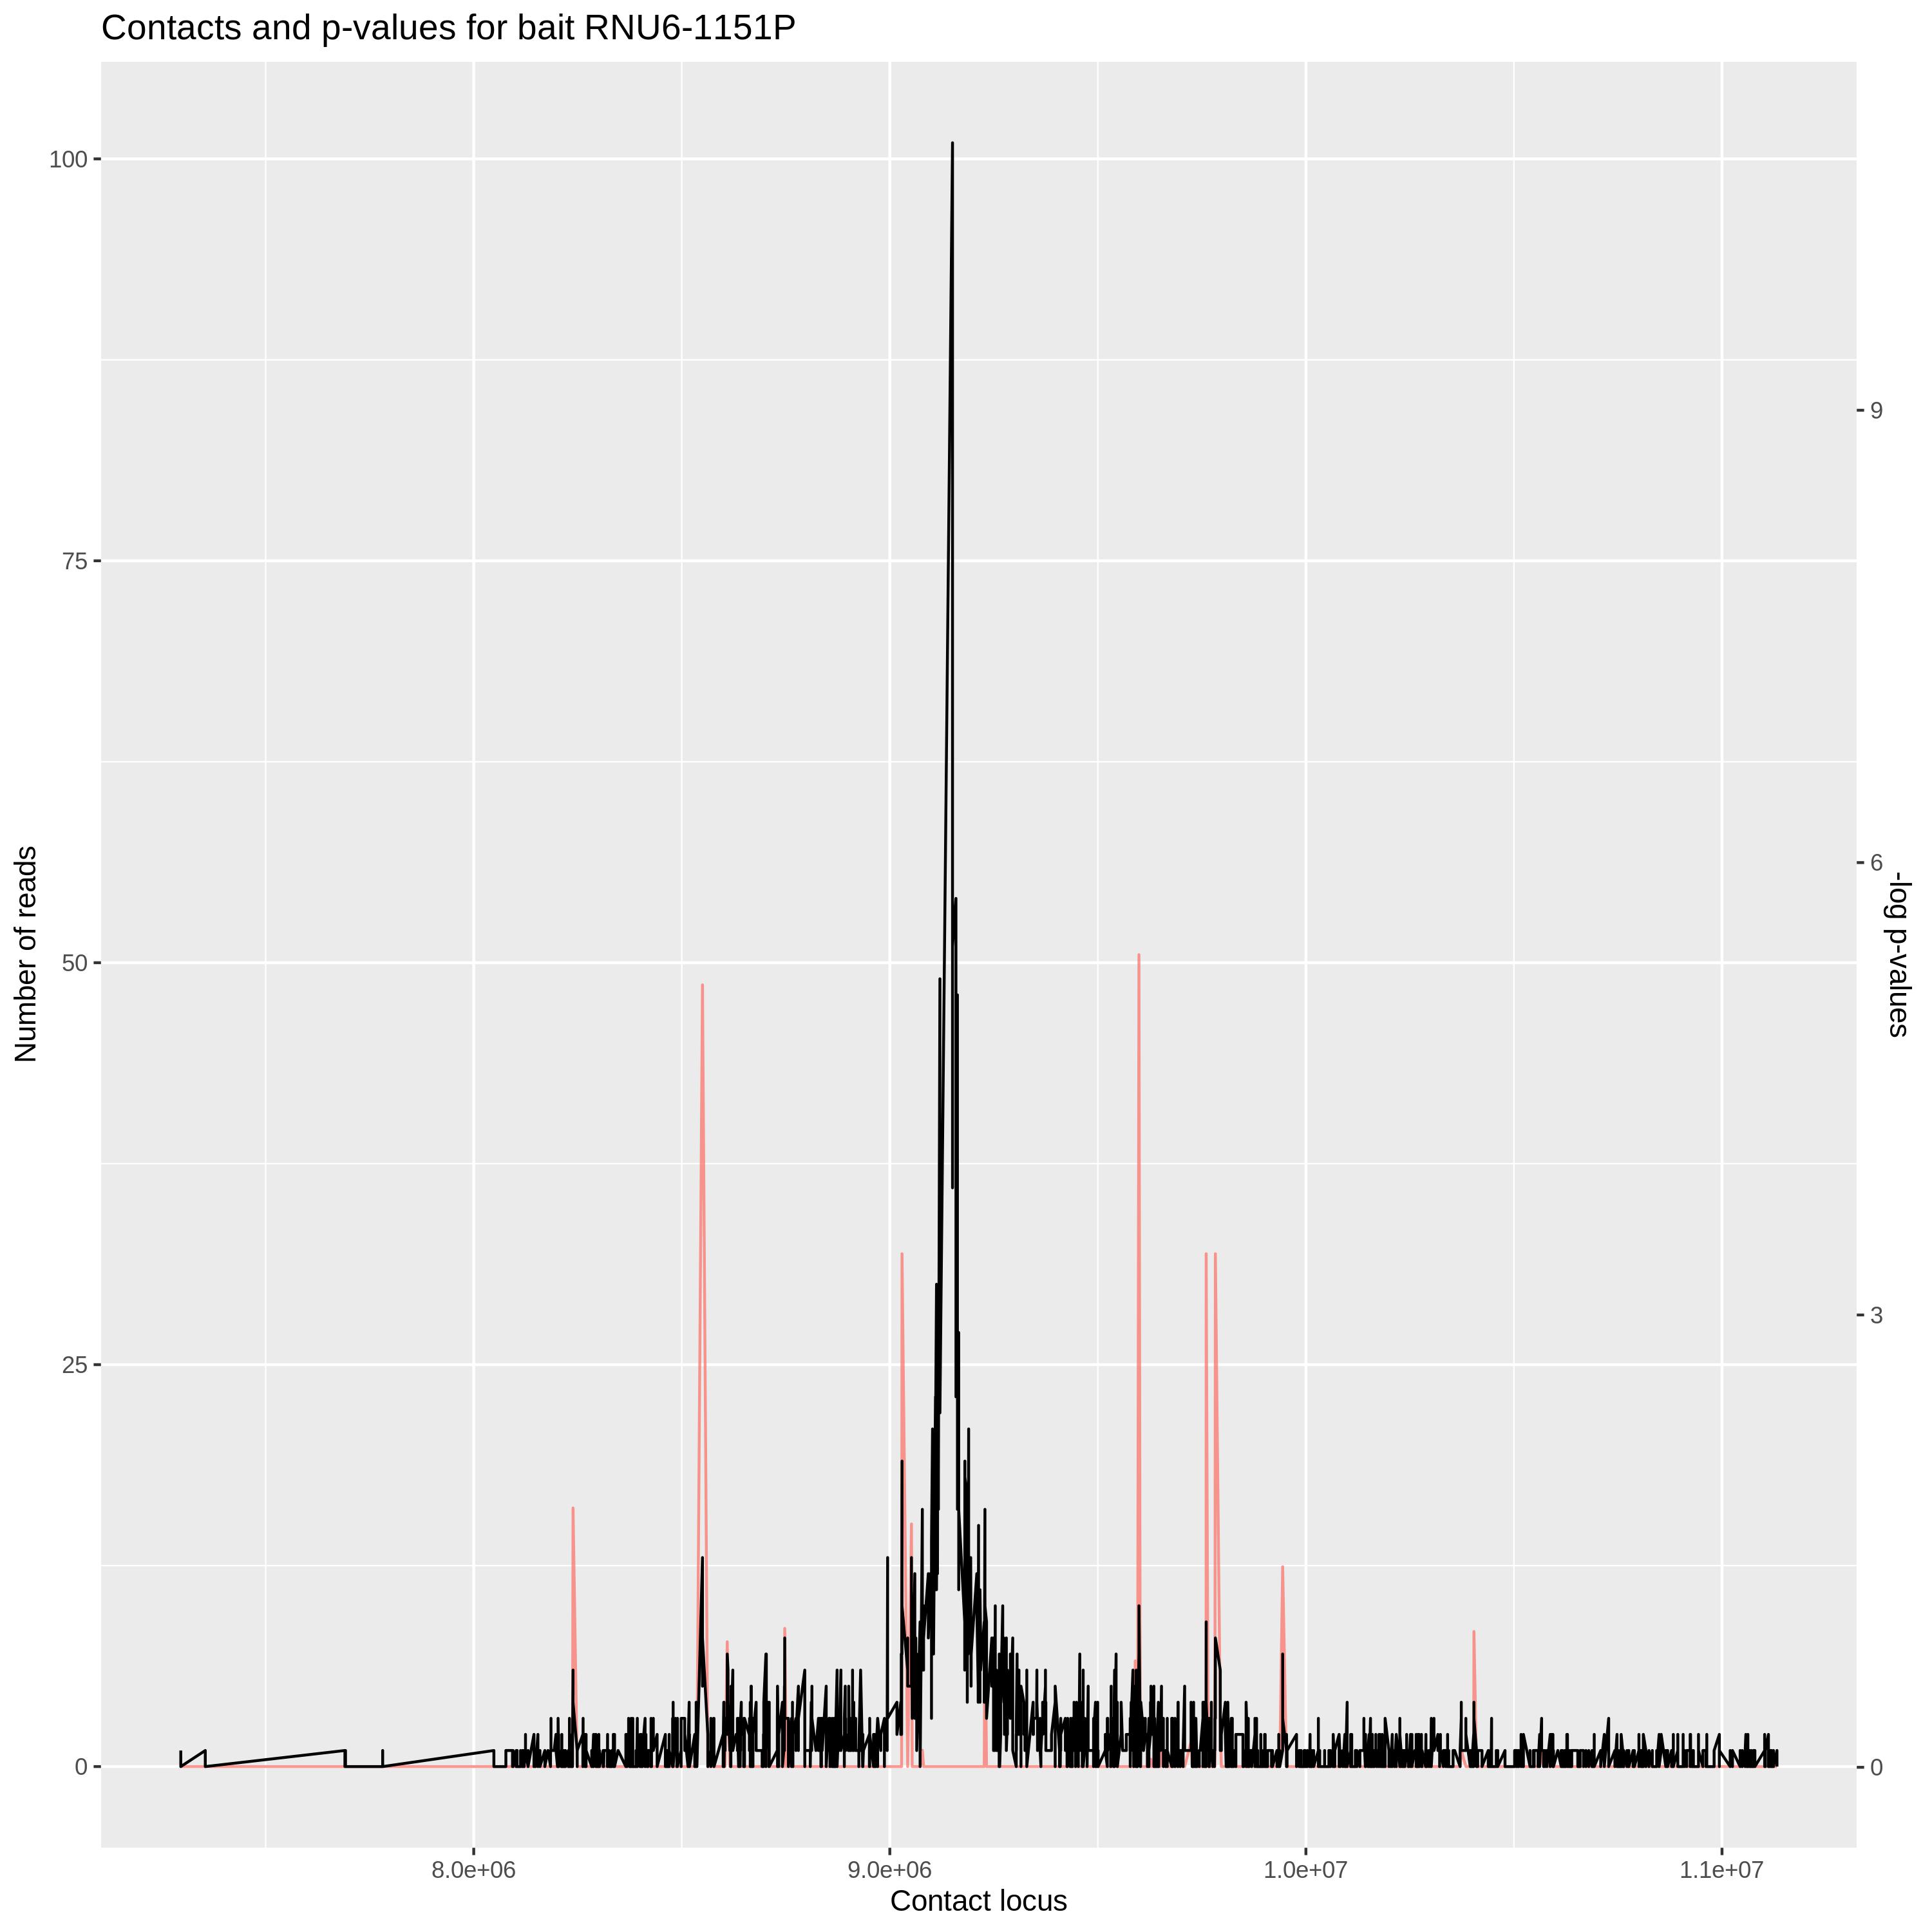 Contacts and p-values for bait RNU6-1151P
100
75
50
25
0
Number of reads
9
6
3
0
-log p-values
8.0e+06
9.0e+06
1.0e+07
1.1e+07
Contact locus